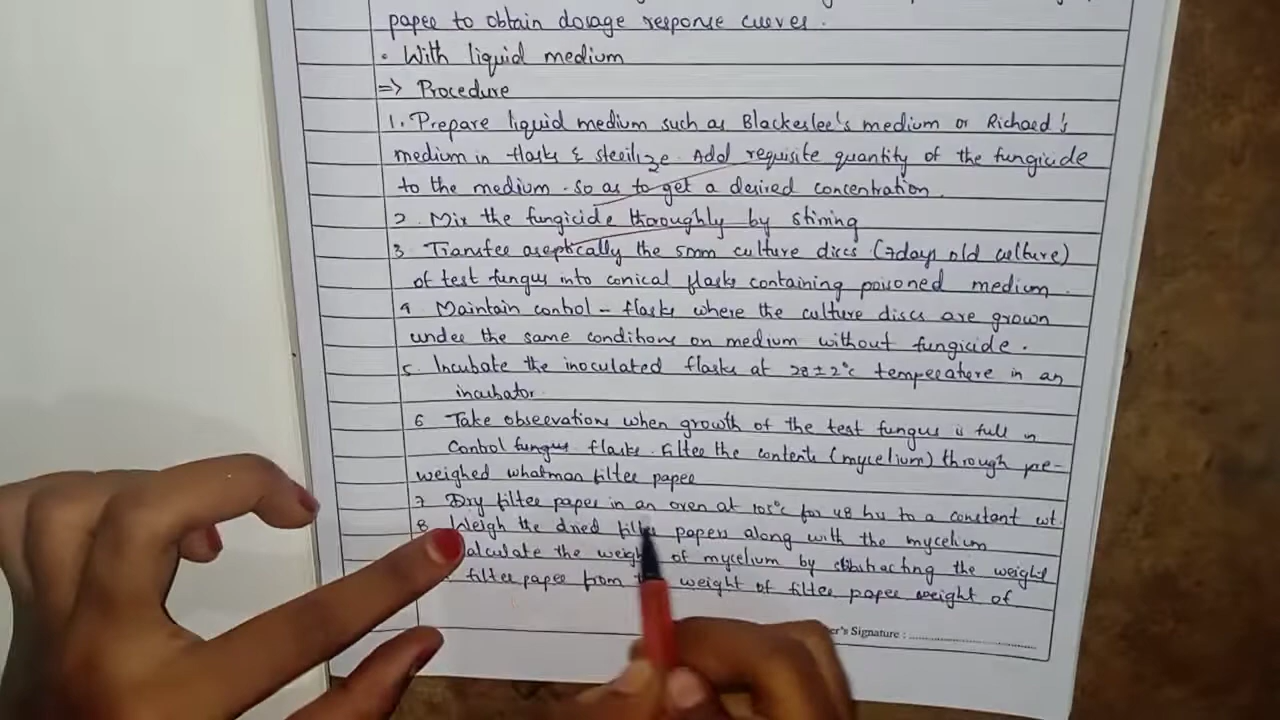 paper to obtain dosage response curves.
• With liquid medium
=> Procedure
1. Prepare liquid medium such as Blackeslee's medium or Richard's
medium in flasks & sterilize. Add requisite quantity of the fungicide
to the medium. so as to get a desired concentration.
2. Mix the fungicide thoroughly by stirring
3. Transfer aseptically the 5mm culture discs (7days old culture)
of test fungus into conical flasks containing poisoned medium.
4. Maintain control - flasks where the culture discs are grown
under the same conditions on medium without fungicide.
5. Incubate the inoculated flasks at 28±2°c temperature in an
incubator.
6 Take observations when growth of the test fungus is full in
Control fungus flasks. Filter the contents (mycelium) through pre-
weighed whatman filter paper
7 Dry filter paper in an oven at 105°c for 48 hrs to a constant wt.
8 Weigh the dried filter papers along with the mycelium
alculate the weight of mycelium by substracting the weight
filter paper from weight of filter paper weight of
er's Signature : ..............................